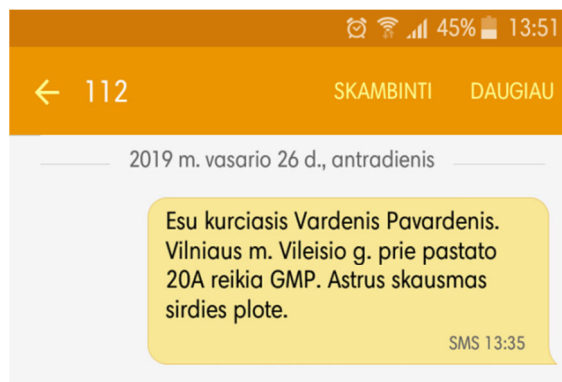 45% 13:51
112 SKAMBINTI DAUGIAU
2019 m. vasario 26 d., antradienis
Esu kurciasis Vardenis Pavardenis.
Vilniaus m. Vileisio g. prie pastato
20A reikia GMP. Astrus skausmas
sirdies plote.
SMS 13:35